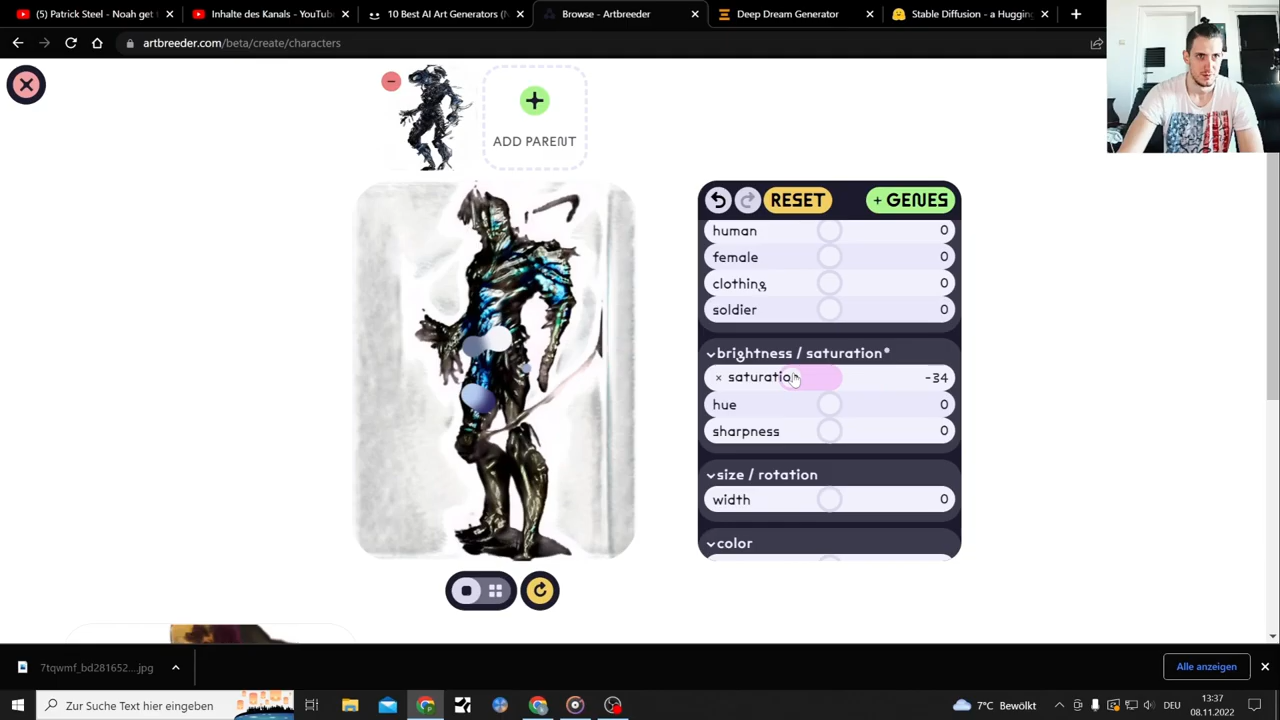 (5) Patrick Steel - Noah get
Inhalte des Kanals - YouTub
10 Best AI Art Generators (N
Browse - Artbreeder
Deep Dream Generator
Stable Diffusion - a Hugging
artbreeder.com/beta/create/characters
ADD PARENT
RESET
+ GENES
human 0
female 0
clothing 0
soldier 0
brightness / saturation*
× saturation -34
hue 0
sharpness 0
size / rotation
width 0
color
7tqwmf_bd281652....jpg
Alle anzeigen
Zur Suche Text hier eingeben
7°C Bewölkt
DEU
13:37
08.11.2022